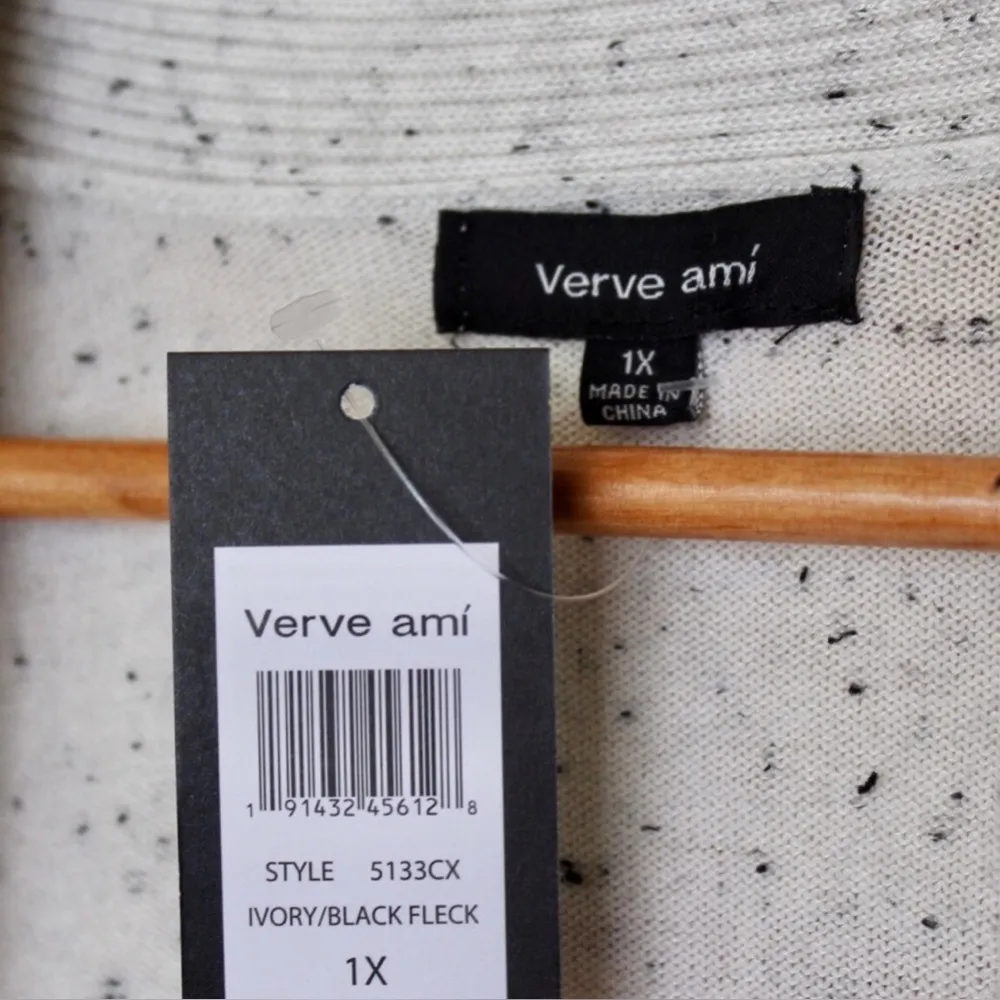 Verve amí
1X
MADE IN
CHINA
Verve amí
1 91432 45612 8
STYLE 5133CX
IVORY/BLACK FLECK
1X